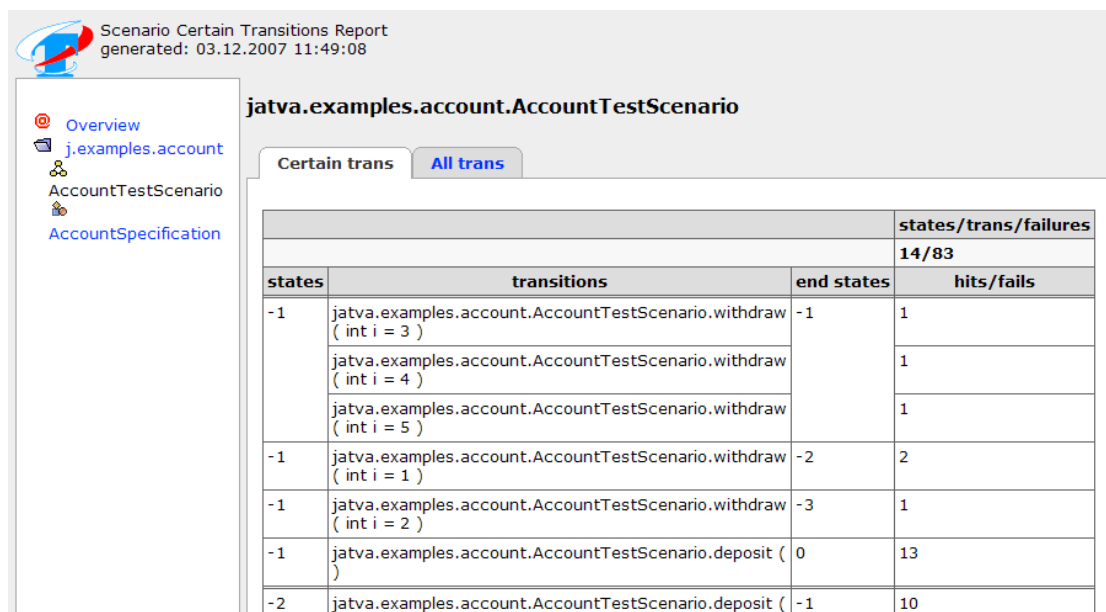 Scenario Certain Transitions Report
generated: 03.12.2007 11:49:08
Overview
j.examples.account
AccountTestScenario
AccountSpecification
jatva.examples.account.AccountTestScenario
Certain trans All trans
states/trans/failures
14/83
states transitions end states hits/fails
-1 jatva.examples.account.AccountTestScenario.withdraw -1 1
( int i = 3 )
jatva.examples.account.AccountTestScenario.withdraw 1
( int i = 4 )
jatva.examples.account.AccountTestScenario.withdraw 1
( int i = 5 )
-1 jatva.examples.account.AccountTestScenario.withdraw -2 2
( int i = 1 )
-1 jatva.examples.account.AccountTestScenario.withdraw -3 1
( int i = 2 )
-1 jatva.examples.account.AccountTestScenario.deposit ( 0 13
)
-2 jatva.examples.account.AccountTestScenario.deposit ( -1 10